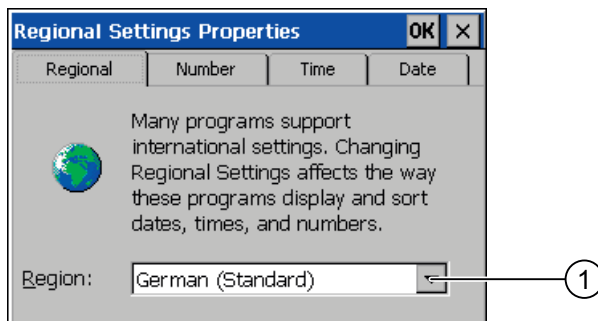 Regional Settings Properties OK ×
Regional Number Time Date
Many programs support
international settings. Changing
Regional Settings affects the way
these programs display and sort
dates, times, and numbers.
Region: German (Standard)
1